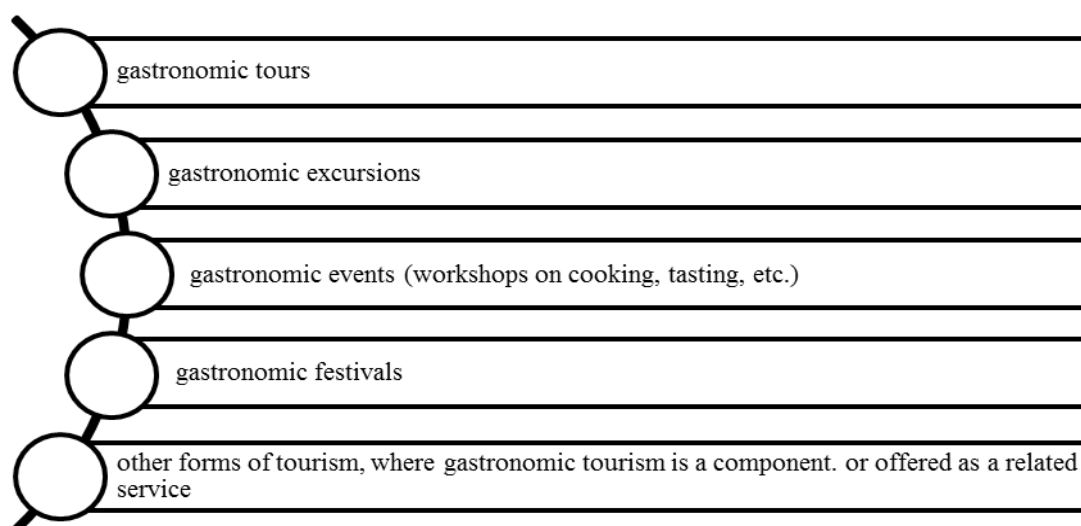 gastronomic tours
gastronomic excursions
gastronomic events (workshops on cooking, tasting, etc.)
gastronomic festivals
other forms of tourism, where gastronomic tourism is a component. or offered as a related
service